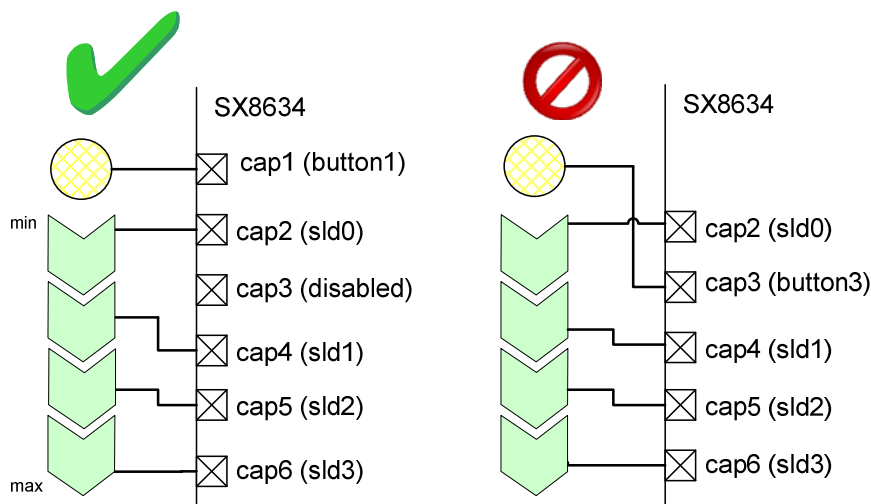 SX8634
cap1 (button1)
min
cap2 (sld0)
cap3 (disabled)
cap4 (sld1)
cap5 (sld2)
cap6 (sld3)
max
SX8634
cap2 (sld0)
cap3 (button3)
cap4 (sld1)
cap5 (sld2)
cap6 (sld3)